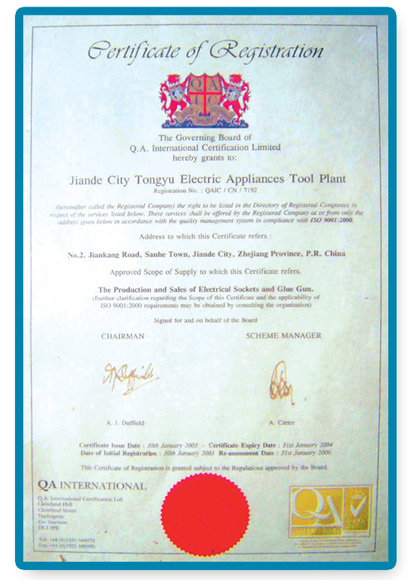 Certificate of Registration
QA
IC
The Governing Board of
Q.A. International Certification Limited
hereby grants to:
Jiande City Tongyu Electric Appliances Tool Plant
Registration No. : QAIC / CN / 7192
(hereinafter called the Registered Company) the right to be listed in the Directory of Registered Companies in
respect of the services listed below. These services shall be offered by the Registered Company at or from only the
address given below in accordance with the quality management system in compliance with ISO 9001:2000.
Address to which this Certificate refers :
No.2, Jiankang Road, Sanhe Town, Jiande City, Zhejiang Province, P.R. China
Approved Scope of Supply to which this Certificate refers.
The Production and Sales of Electrical Sockets and Glue Gun.
(Further clarification regarding the Scope of this Certificate and the applicability of
ISO 9001:2000 requirements may be obtained by consulting the organisation)
Signed for and on behalf of the Board
CHAIRMAN SCHEME MANAGER
A. J. Duffield A. Carter
Certificate Issue Date : 30th January 2003 - Certificate Expiry Date : 31st January 2004
Date of Initial Registration : 30th January 2003 Re-assessment Date : 31st January 2006
This Certificate of Registration is granted subject to the Regulations approved by the Board.
QA INTERNATIONAL
Q.A. International Certification Ltd.
Cleveland Hall
Cleveland Street
Darlington
Co. Durham
QA